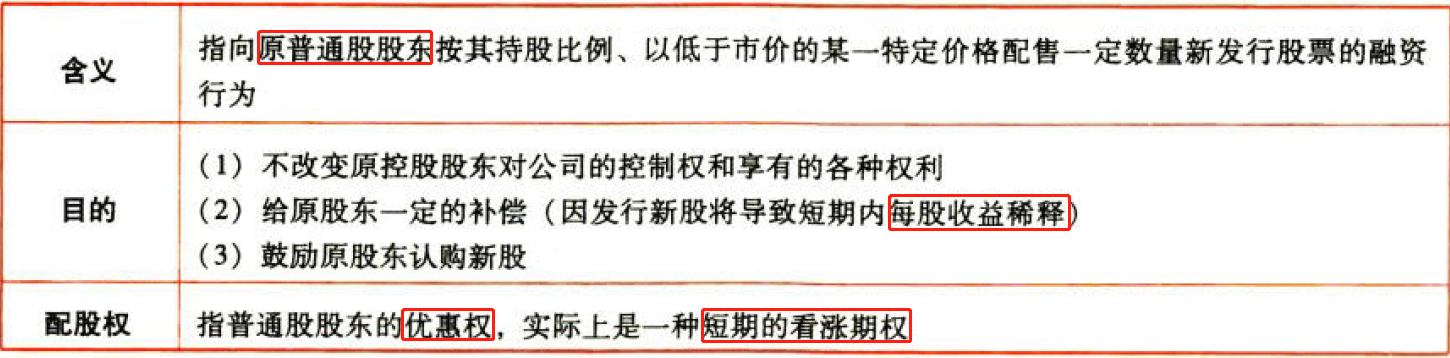 含义
指向原普通股股东按其持股比例、以低于市价的某一特定价格配售一定数量新发行股票的融资
行为
目的
（1）不改变原控股股东对公司的控制权和享有的各种权利
（2）给原股东一定的补偿（因发行新股将导致短期内每股收益稀释）
（3）鼓励原股东认购新股
配股权
指普通股股东的优惠权，实际上是一种短期的看涨期权